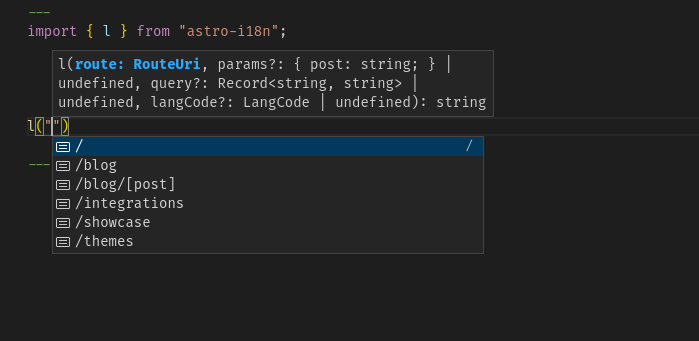 ---
import { l } from "astro-i18n";
l(route: RouteUri, params?: { post: string; } |
undefined, query?: Record<string, string> |
undefined, langCode?: LangCode | undefined): string
l("")
/ /
/blog
/blog/[post]
/integrations
/showcase
/themes
---